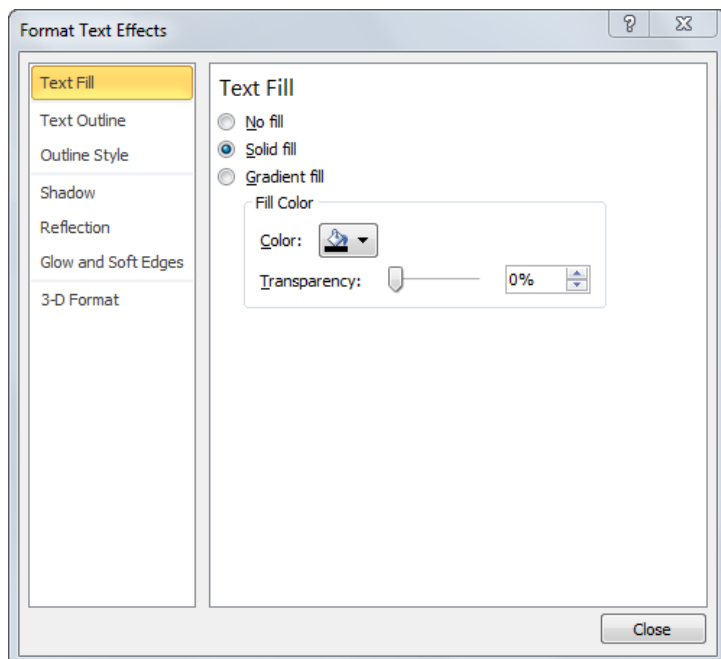 Format Text Effects
Text Fill
Text Outline
Outline Style
Shadow
Reflection
Glow and Soft Edges
3-D Format
Text Fill
No fill
Solid fill
Gradient fill
Fill Color
Color:
Transparency: 0%
Close